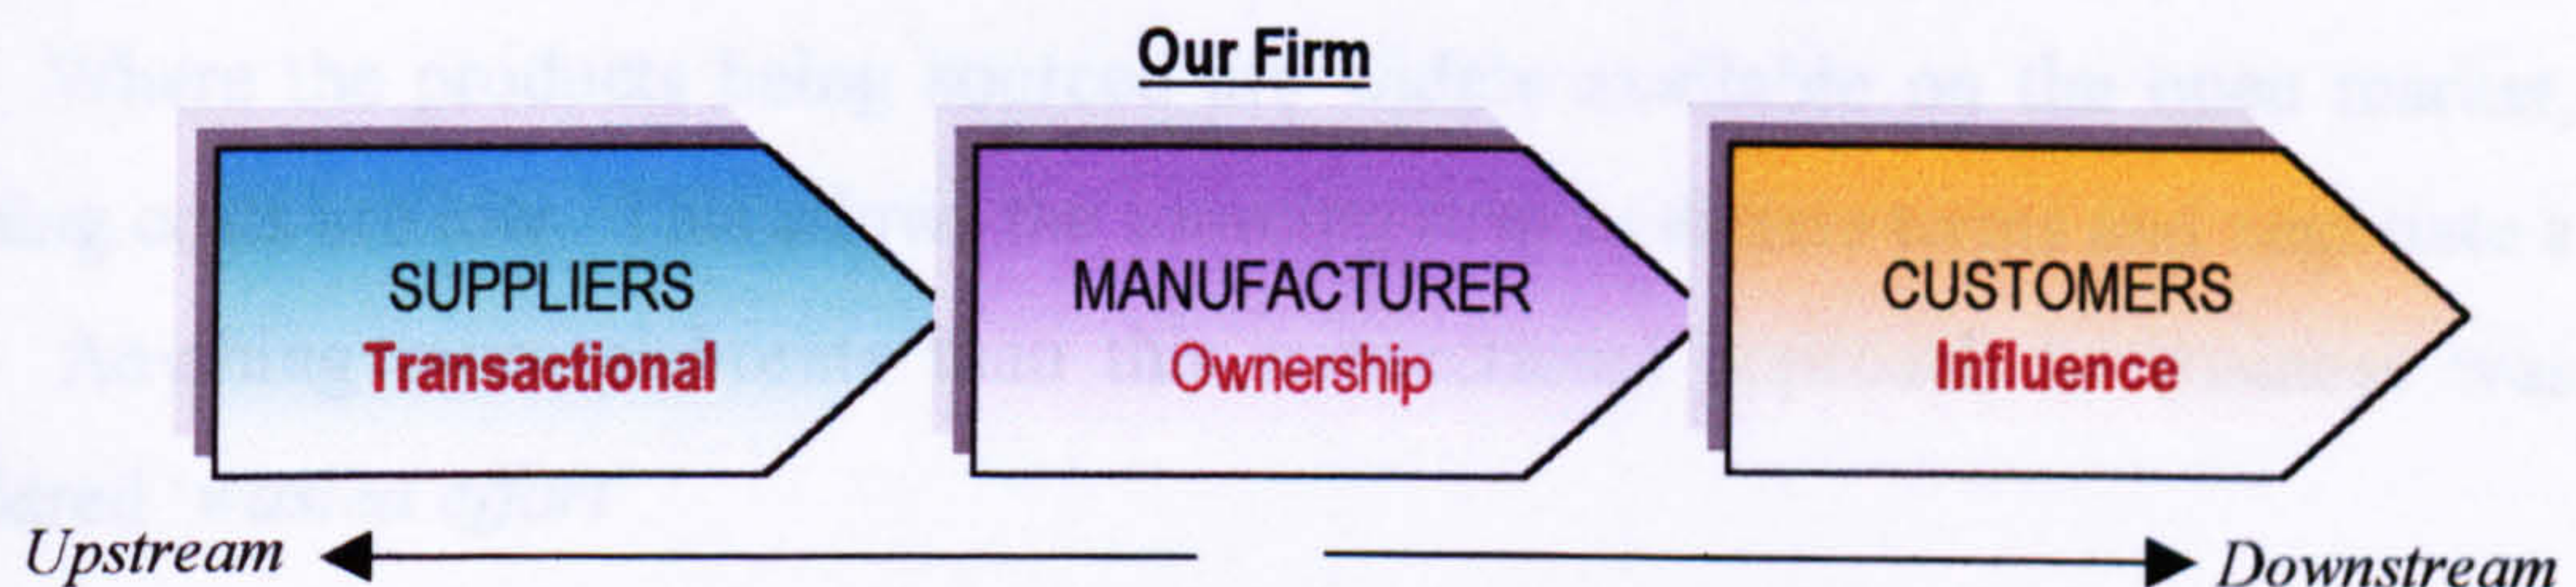 Our Firm
SUPPLIERS
Transactional
MANUFACTURER
Ownership
CUSTOMERS
Influence
Upstream
Downstream